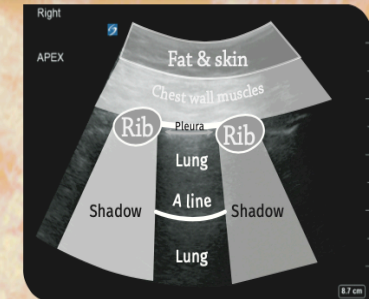 Right
APEX
Fat & skin
Chest wall muscles
Rib
Pleura
Rib
Lung
A line
Shadow
Shadow
Lung
8.7 cm